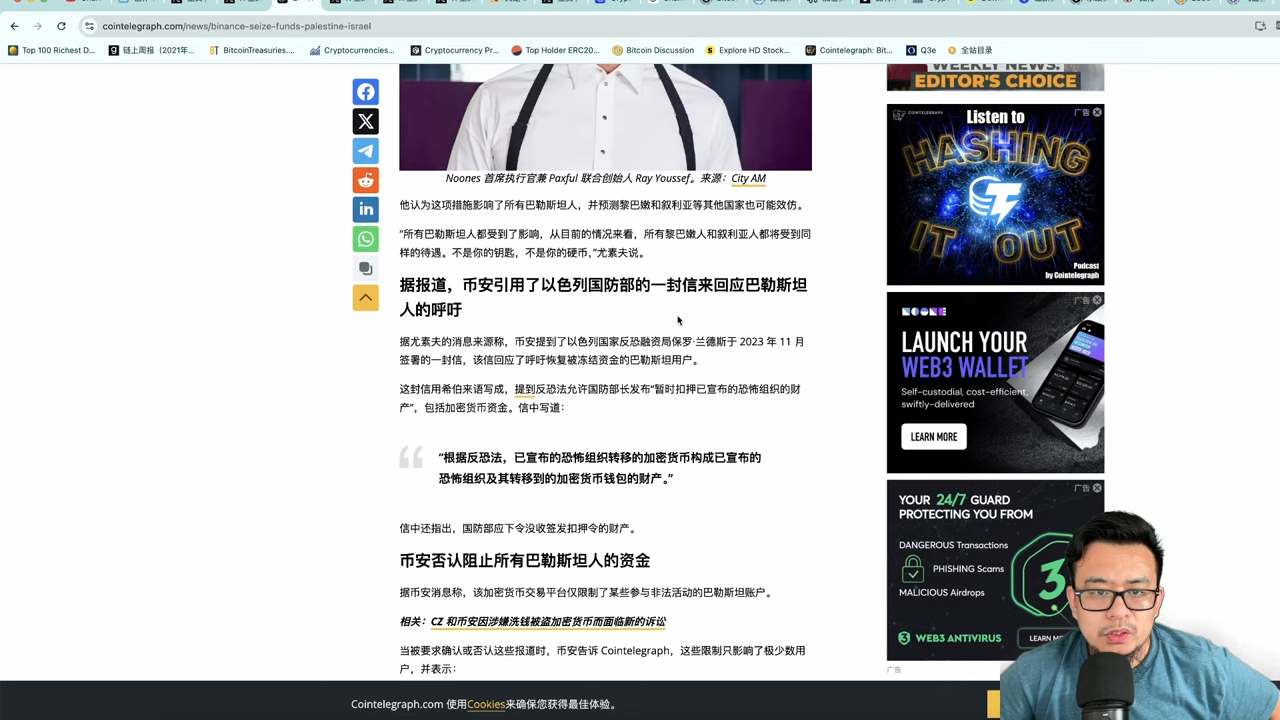 cointelegraph.com/news/binance-seize-funds-palestine-israel
Top 100 Richest D...
链上周报（2021年...
BitcoinTreasuries....
Cryptocurrencies...
Cryptocurrency Pr...
Top Holder ERC20...
Bitcoin Discussion
Explore HD Stock...
Cointelegraph: Bit...
Q3e
全站目录
WEEKLY NEWS:
EDITOR'S CHOICE
Noones 首席执行官兼 Paxful 联合创始人 Ray Youssef。来源：City AM
他认为这项措施影响了所有巴勒斯坦人，并预测黎巴嫩和叙利亚等其他国家也可能效仿。
“所有巴勒斯坦人都受到了影响，从目前的情况来看，所有黎巴嫩人和叙利亚人都将受到同
样的待遇。不是你的钥匙，不是你的硬币，”尤素夫说。
据报道，币安引用了以色列国防部的一封信来回应巴勒斯坦
人的呼吁
据尤素夫的消息来源称，币安提到了以色列国家反恐融资局保罗·兰德斯于 2023 年 11 月
签署的一封信，该信回应了呼吁恢复被冻结资金的巴勒斯坦用户。
这封信用希伯来语写成，提到反恐法允许国防部长发布“暂时扣押已宣布的恐怖组织的财
产”，包括加密货币资金。信中写道：
“根据反恐法，已宣布的恐怖组织转移的加密货币构成已宣布的
恐怖组织及其转移到的加密货币钱包的财产。”
信中还指出，国防部应下令没收签发扣押令的财产。
币安否认阻止所有巴勒斯坦人的资金
据币安消息称，该加密货币交易平台仅限制了某些参与非法活动的巴勒斯坦账户。
相关：CZ 和币安因涉嫌洗钱被盗加密货币而面临新的诉讼
当被要求确认或否认这些报道时，币安告诉 Cointelegraph，这些限制只影响了极少数用
户，并表示：
COINTELEGRAPH
Listen to
广告
HASHING
IT OUT
Podcast
by Cointelegraph
广告
NOONES
LAUNCH YOUR
WEB3 WALLET
Self-custodial, cost-efficient,
swiftly-delivered
LEARN MORE
广告
YOUR 24/7 GUARD
PROTECTING YOU FROM
DANGEROUS Transactions
PHISHING Scams
MALICIOUS Airdrops
3
WEB3 ANTIVIRUS
LEARN MO
广告
Cointelegraph.com 使用Cookies来确保您获得最佳体验。